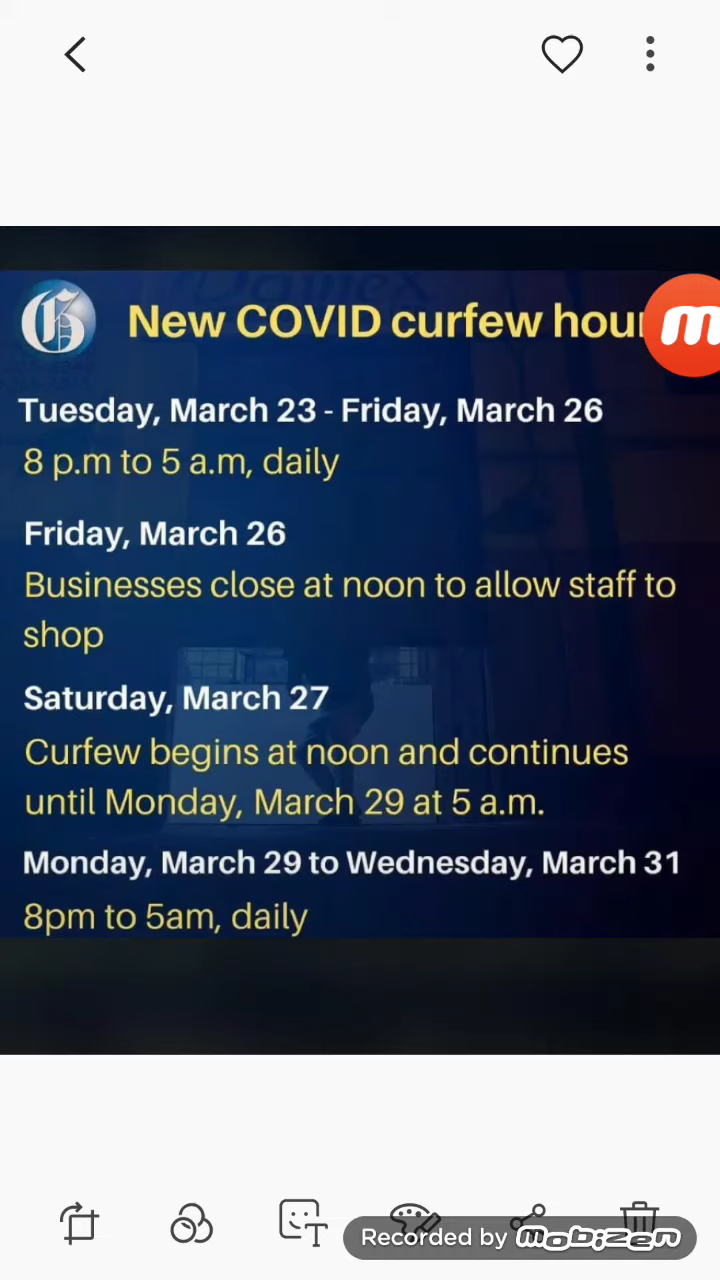 New COVID curfew hour
Tuesday, March 23 - Friday, March 26
8 p.m to 5 a.m, daily
Friday, March 26
Businesses close at noon to allow staff to
shop
Saturday, March 27
Curfew begins at noon and continues
until Monday, March 29 at 5 a.m.
Monday, March 29 to Wednesday, March 31
8pm to 5am, daily
Recorded by mobizen